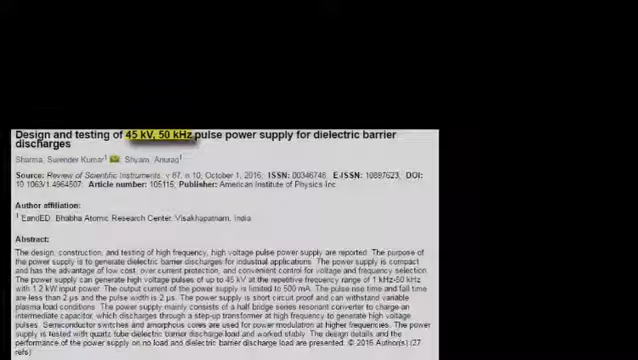 Design and testing of 45 kV, 50 kHz pulse power supply for dielectric barrier
discharges
Sharma, Surender Kumar1 Shyam, Anurag1
Source: Review of Scientific Instruments, v 87, n 10, October 1, 2016; ISSN: 00346748, E-ISSN: 10897623; DOI:
10.1063/1.4964507; Article number: 105115; Publisher: American Institute of Physics Inc
Author affiliation:
1 EandED, Bhabha Atomic Research Center, Visakhapatnam, India
Abstract:
The design, construction, and testing of high frequency, high voltage pulse power supply are reported. The purpose of
the power supply is to generate dielectric barrier discharges for industrial applications. The power supply is compact
and has the advantage of low cost, over current protection, and convenient control for voltage and frequency selection.
The power supply can generate high voltage pulses of up to 45 kV at the repetitive frequency range of 1 kHz-50 kHz
with 1.2 kW input power. The output current of the power supply is limited to 500 mA. The pulse rise time and fall time
are less than 2 μs and the pulse width is 2 μs. The power supply is short circuit proof and can withstand variable
plasma load conditions. The power supply mainly consists of a half bridge series resonant converter to charge an
intermediate capacitor, which discharges through a step-up transformer at high frequency to generate high voltage
pulses. Semiconductor switches and amorphous cores are used for power modulation at higher frequencies. The power
supply is tested with quartz tube dielectric barrier discharge load and worked stably. The design details and the
performance of the power supply on no load and dielectric barrier discharge load are presented. © 2016 Author(s) (27
refs)